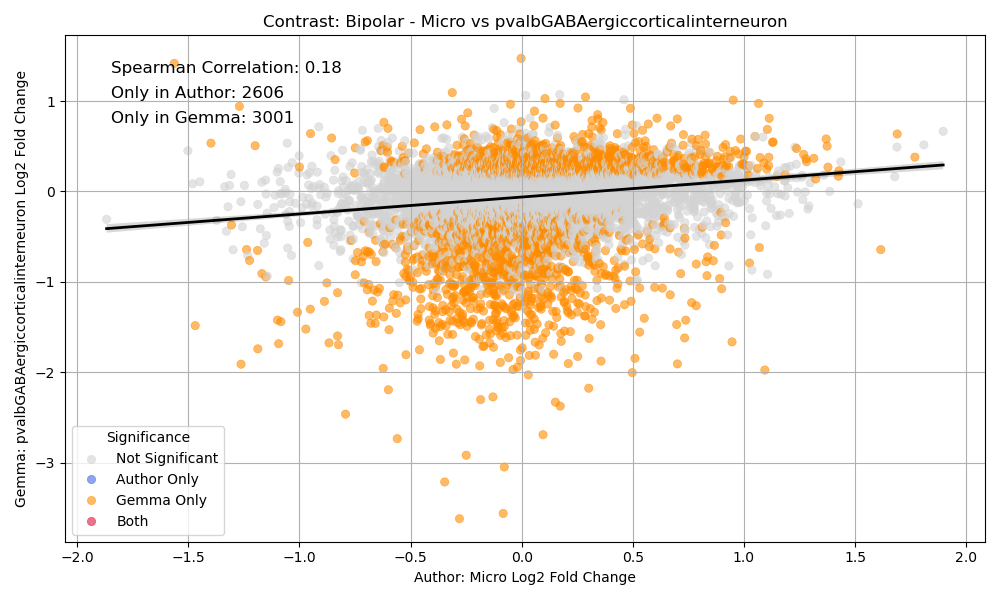 Contrast: Bipolar - Micro vs pvalbGABAergiccorticalinterneuron
Spearman Correlation: 0.18
Only in Author: 2606
Only in Gemma: 3001
Gemma: pvalbGABAergiccorticalinterneuron Log2 Fold Change
1
0
−1
−2
−3
Significance
Not Significant
Author Only
Gemma Only
Both
−2.0 −1.5 −1.0 −0.5 0.0 0.5 1.0 1.5 2.0
Author: Micro Log2 Fold Change